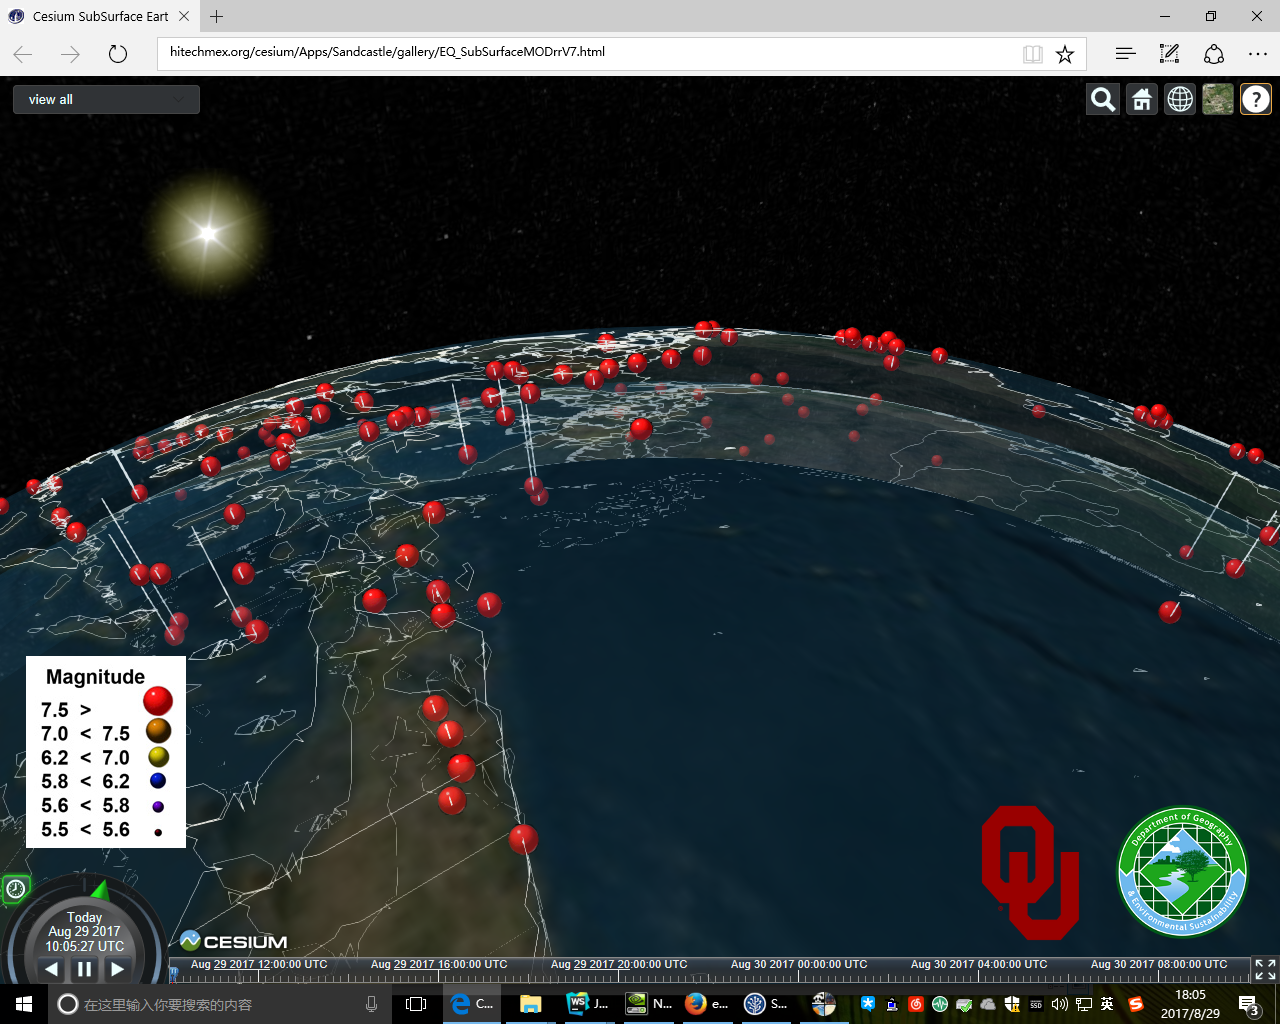 Cesium SubSurface Eart
hitechmex.org/cesium/Apps/Sandcastle/gallery/EQ_SubSurfaceMODrrV7.html
view all
?
Magnitude
7.5 >
7.0 < 7.5
6.2 < 7.0
5.8 < 6.2
5.6 < 5.8
5.5 < 5.6
OU
Department of Geography
& Environmental Sustainability
Today
Aug 29 2017
10:05:27 UTC
CESIUM
Aug 29 2017 12:00:00 UTC
Aug 29 2017 16:00:00 UTC
Aug 29 2017 20:00:00 UTC
Aug 30 2017 00:00:00 UTC
Aug 30 2017 04:00:00 UTC
Aug 30 2017 08:00:00 UTC
在这里输入你要搜索的内容
C...
WS J...
N...
e...
S...
SSD
英
S
18:05
2017/8/29
3